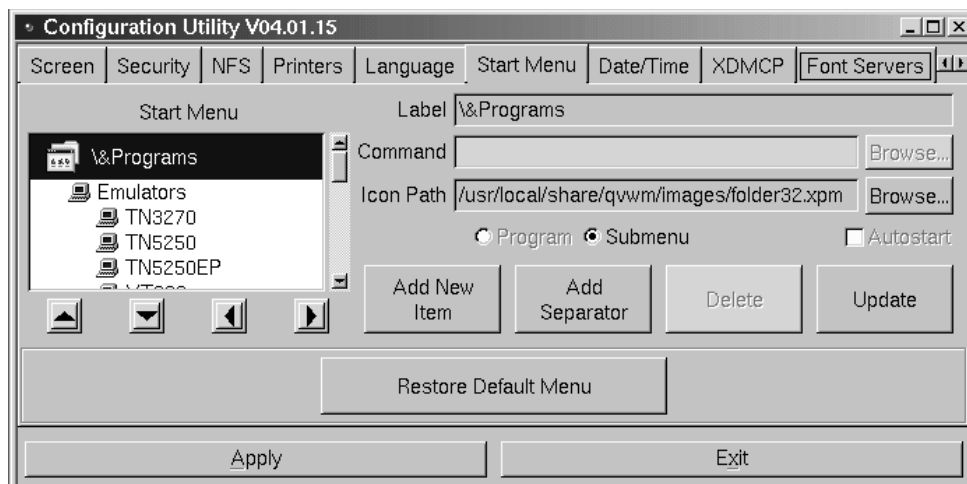 Configuration Utility V04.01.15
Screen Security NFS Printers Language Start Menu Date/Time XDMCP Font Servers
Start Menu
\&Programs
Emulators
TN3270
TN5250
TN5250EP
Label \&Programs
Command Browse...
Icon Path /usr/local/share/qvwm/images/folder32.xpm Browse...
Program Submenu Autostart
Add New Item
Add Separator
Delete
Update
Restore Default Menu
Apply Exit